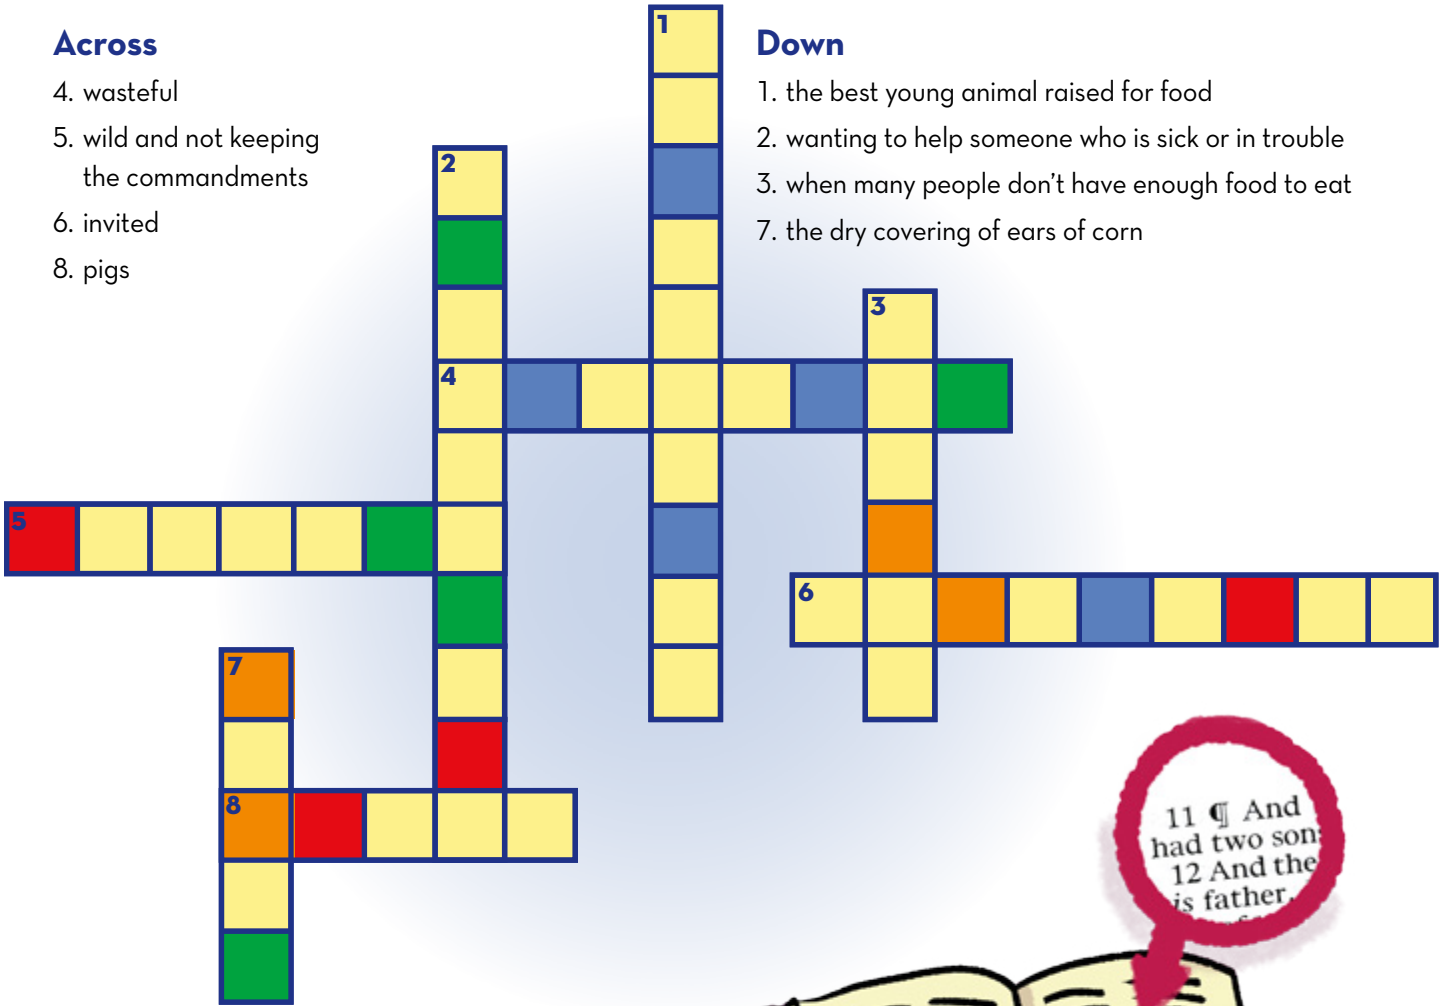 Across
4. wasteful
5. wild and not keeping
the commandments
6. invited
8. pigs
Down
1. the best young animal raised for food
2. wanting to help someone who is sick or in trouble
3. when many people don’t have enough food to eat
7. the dry covering of ears of corn
1
2
3
4
5
6
7
8
11 ¶ And
had two son
12 And the
is father,